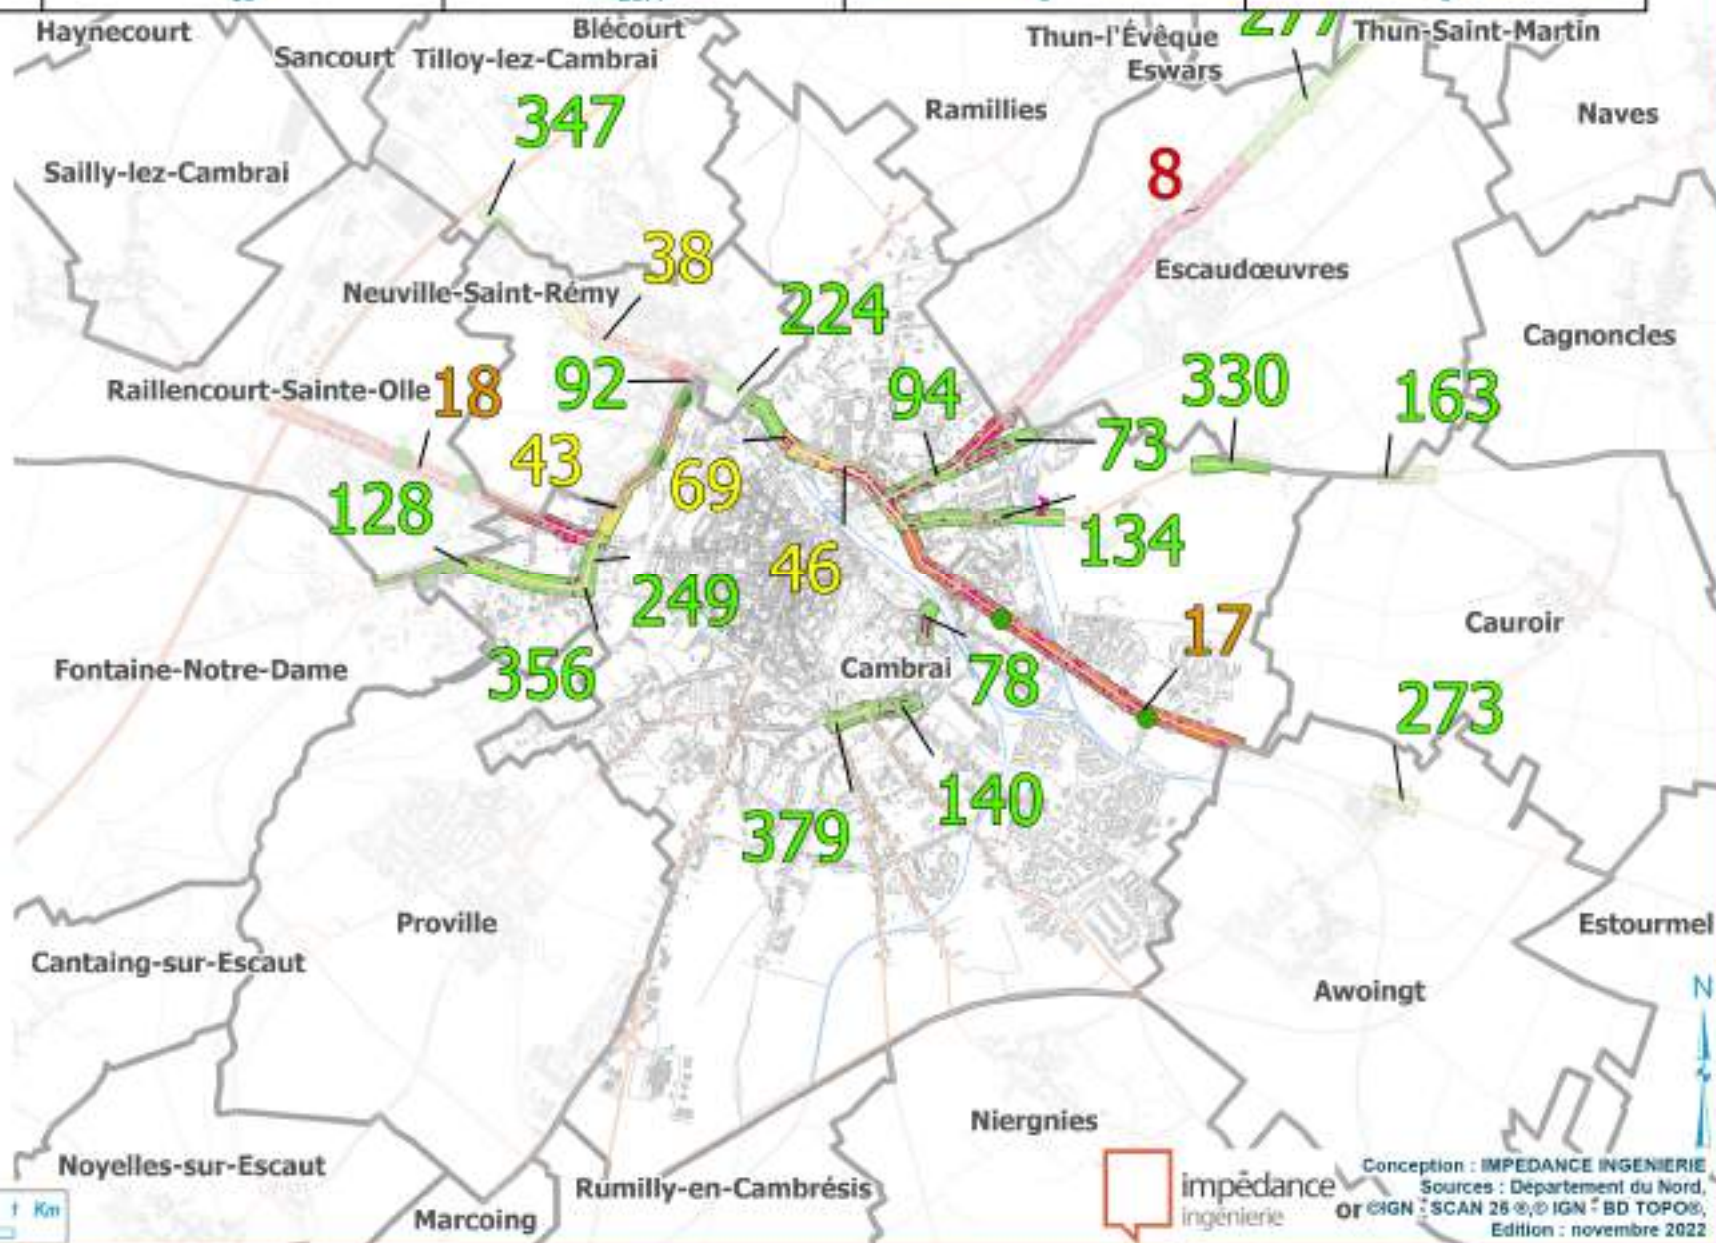 Haynecourt
Blécourt
Thun-l'Évêque
277
Thun-Saint-Martin
Sancourt
Tilloy-lez-Cambrai
Eswars
347
Ramillies
Naves
Sailly-lez-Cambrai
8
38
Escaudœuvres
Neuville-Saint-Rémy
224
Cagnoncles
Raillencourt-Sainte-Olle
18
92
94
330
163
43
69
73
128
134
46
249
Cauroir
17
Fontaine-Notre-Dame
356
Cambrai
78
273
140
379
Proville
Estourmel
Cantaing-sur-Escaut
Awoingt
N
Niergnies
Noyelles-sur-Escaut
Rumilly-en-Cambrésis
Marcoing
Km
impédance
ingénierie
or
Conception : IMPEDANCE INGENIERIE
Sources : Département du Nord,
©IGN - SCAN 25 ®,© IGN - BD TOPO®,
Edition : novembre 2022